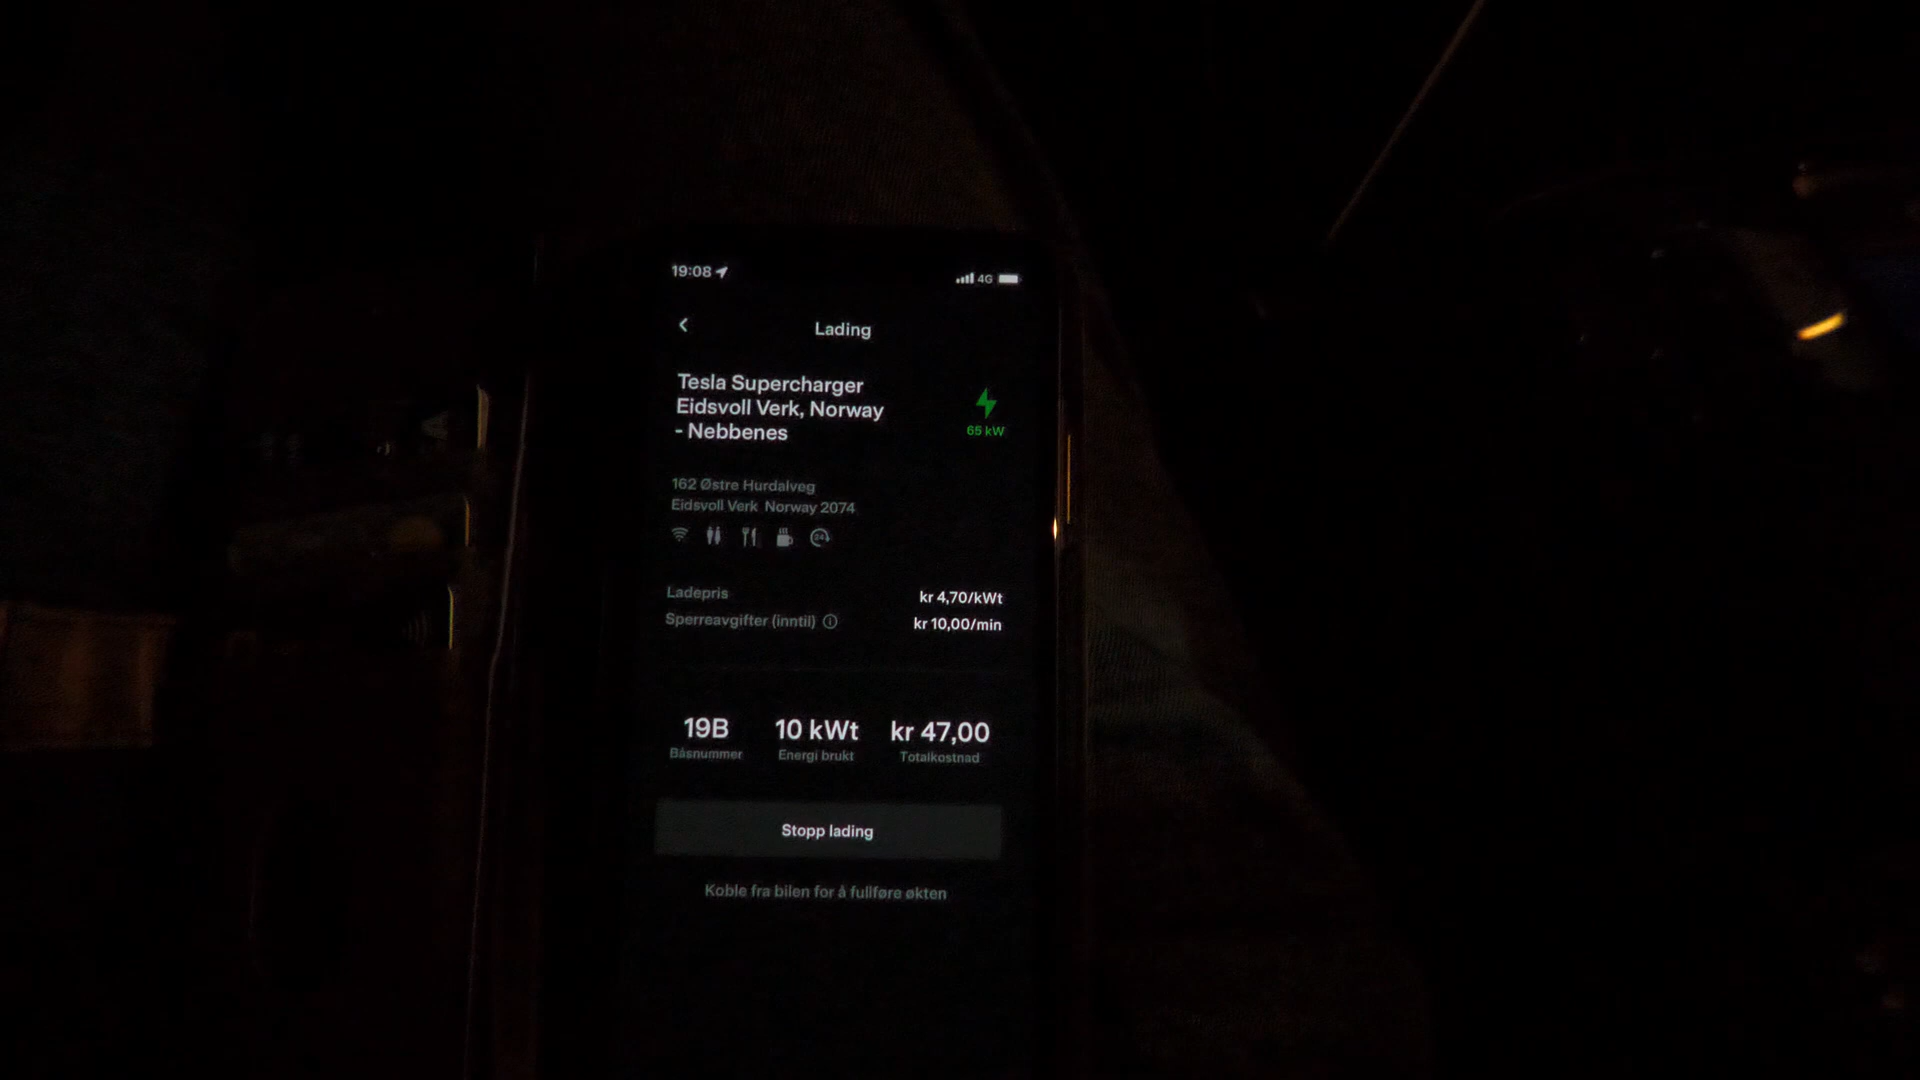 19:08
4G
Lading
Tesla Supercharger
Eidsvoll Verk, Norway
- Nebbenes
65 kW
162 Østre Hurdalveg
Eidsvoll Verk Norway 2074
24
Ladepris kr 4,70/kWt
Sperreavgifter (inntil) kr 10,00/min
19B 10 kWt kr 47,00
Båsnummer Energi brukt Totalkostnad
Stopp lading
Koble fra bilen for å fullføre økten